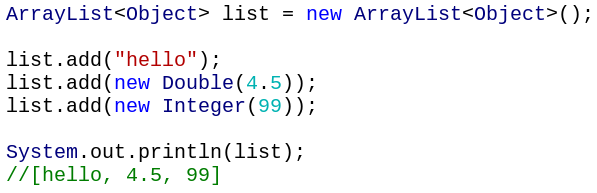 ArrayList<Object> list = new ArrayList<Object>();
list.add("hello");
list.add(new Double(4.5));
list.add(new Integer(99));
System.out.println(list);
//[hello, 4.5, 99]